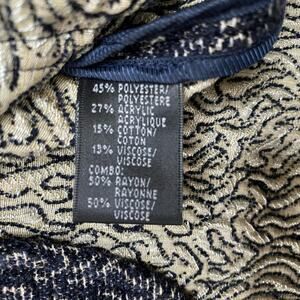 45% POLYESTER/
POLYESTERE
27% ACRYLIC/
ACRYLIQUE
15% COTTON/
COTON
13% VISCOSE/
VISCOSE
COMBO:
50% RAYON/
RAYONNE
50% VISCOSE/
VISCOSE